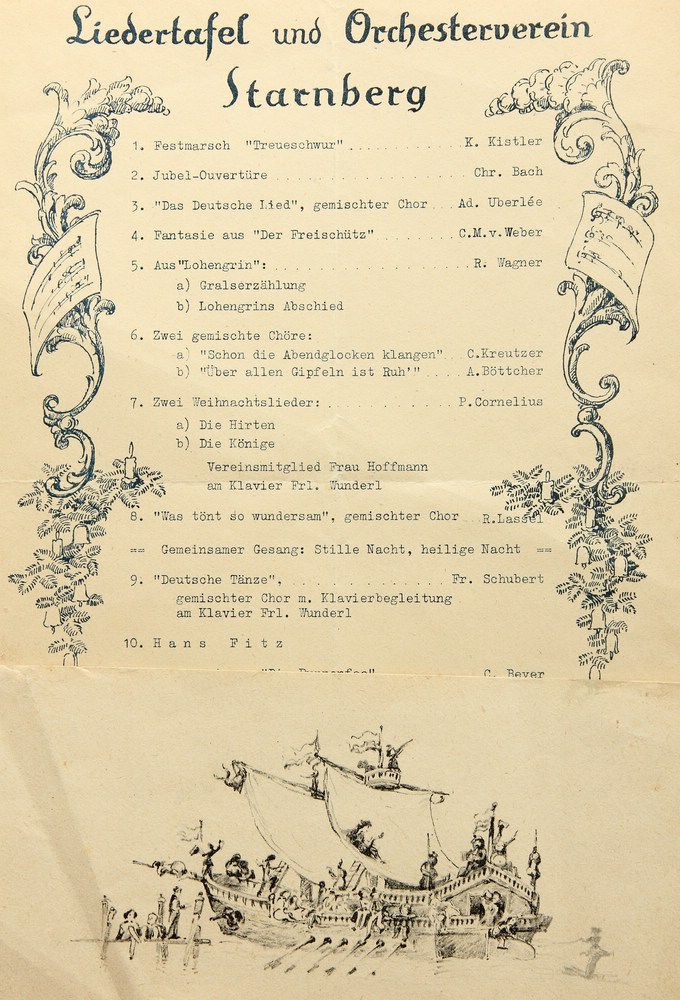 Liedertafel und Orchesterverein
Starnberg
1. Festmarsch "Treueschwur" . . . . . . . . . . K. Kistler
2. Jubel-Ouvertüre . . . . . . . . . . . . . . . . . Chr. Bach
3. "Das Deutsche Lied", gemischter Chor . . . Ad. Uberlée
4. Fantasie aus "Der Freischütz" . . . . . . . . C.M.v.Weber
5. Aus "Lohengrin": . . . . . . . . . . . . . . . . . R. Wagner
a) Gralserzählung
b) Lohengrins Abschied
6. Zwei gemischte Chöre:
a) "Schon die Abendglocken klangen" . . C.Kreutzer
b) "Über allen Gipfeln ist Ruh'" . . . . A.Böttcher
7. Zwei Weihnachtslieder: . . . . . . . . . . . . P.Cornelius
a) Die Hirten
b) Die Könige
Vereinsmitglied Frau Hoffmann
am Klavier Frl. Wunderl
8. "Was tönt so wundersam", gemischter Chor . . R.Lassel
== Gemeinsamer Gesang: Stille Nacht, heilige Nacht ==
9. "Deutsche Tänze", . . . . . . . . . . . . . . Fr. Schubert
gemischter Chor m. Klavierbegleitung
am Klavier Frl. Wunderl
10. Hans Fitz
"Die Puppenfee" C. Beyer